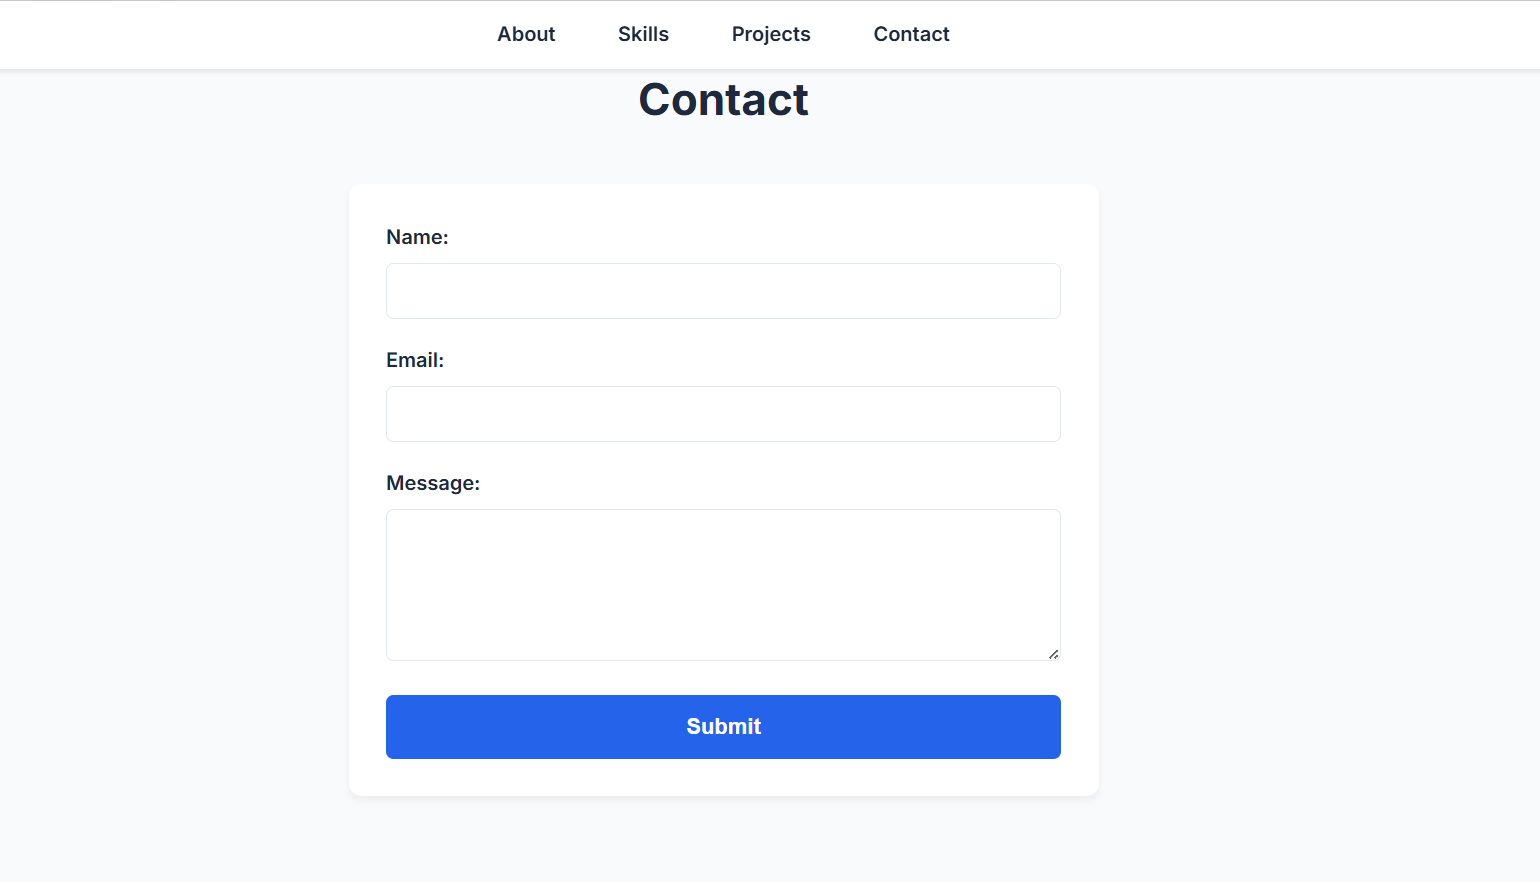 About Skills Projects Contact
Contact
Name:
Email:
Message:
Submit